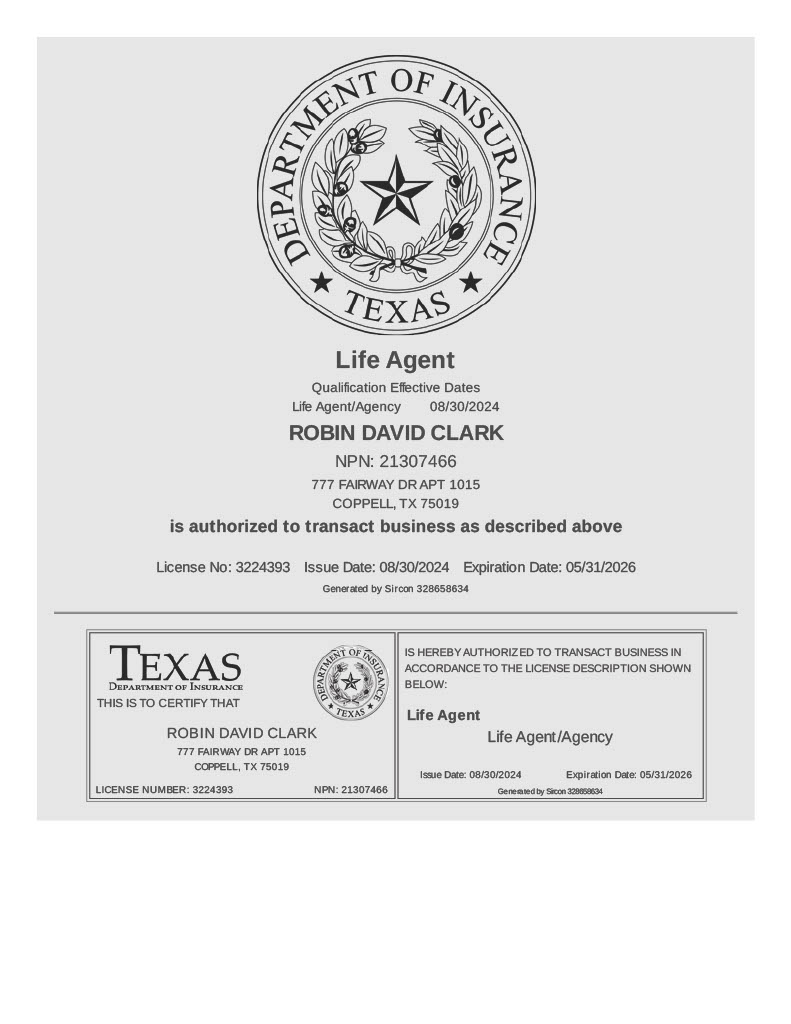 DEPARTMENT OF INSURANCE
TEXAS
Life Agent
Qualification Effective Dates
Life Agent/Agency 08/30/2024
ROBIN DAVID CLARK
NPN: 21307466
777 FAIRWAY DR APT 1015
COPPELL, TX 75019
is authorized to transact business as described above
License No: 3224393 Issue Date: 08/30/2024 Expiration Date: 05/31/2026
Generated by Sircon 328658634
TEXAS
DEPARTMENT OF INSURANCE
THIS IS TO CERTIFY THAT
DEPARTMENT OF INSURANCE
TEXAS
ROBIN DAVID CLARK
777 FAIRWAY DR APT 1015
COPPELL, TX 75019
LICENSE NUMBER: 3224393 NPN: 21307466
IS HEREBY AUTHORIZED TO TRANSACT BUSINESS IN
ACCORDANCE TO THE LICENSE DESCRIPTION SHOWN
BELOW:
Life Agent
Life Agent/Agency
Issue Date: 08/30/2024 Expiration Date: 05/31/2026
Generated by Sircon 328658634